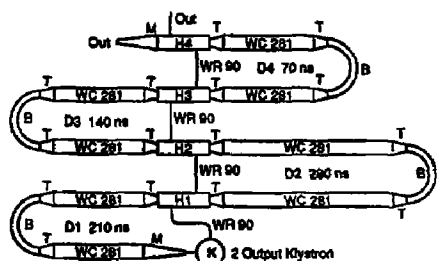 Out
Out M H4 T WC 281 T
WR 90 D4 70 ns B
T WC 281 T H3 T WC 281 T
B D3 140 ns WR 90
T WC 281 T H2 T WC 281 T
WR 90 D2 280 ns B
T WC 281 T H1 T WC 281 T
B D1 210 ns WR 90
T WC 281 M
K 2 Output Klystron